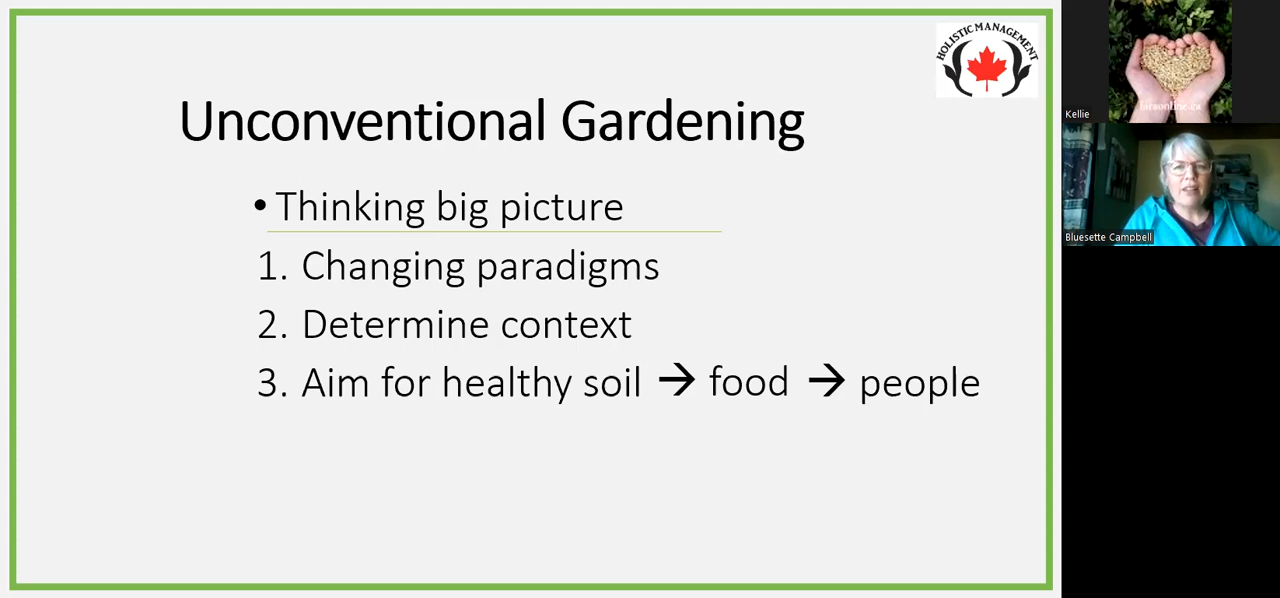 HOLISTIC MANAGEMENT
Unconventional Gardening
• Thinking big picture
1. Changing paradigms
2. Determine context
3. Aim for healthy soil → food → people
Kellie
Bluesette Campbell